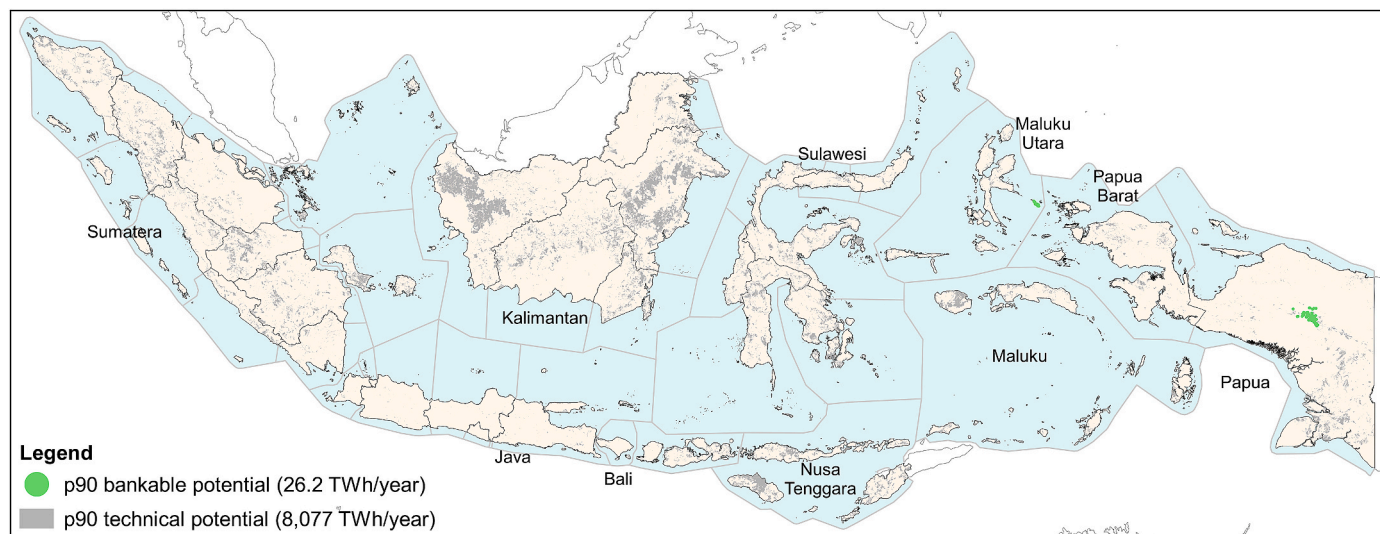 Maluku
Utara
Sulawesi
Papua
Barat
Sumatera
Kalimantan
Maluku
Papua
Java
Bali
Nusa
Tenggara
Legend
p90 bankable potential (26.2 TWh/year)
p90 technical potential (8,077 TWh/year)